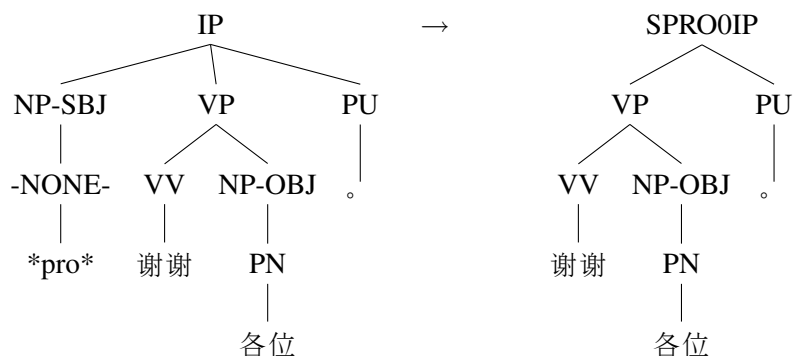 IP → SPRO0IP
NP-SBJ VP PU VP PU
-NONE- VV NP-OBJ 。 VV NP-OBJ 。
*pro* 谢谢 PN 谢谢 PN
各位 各位